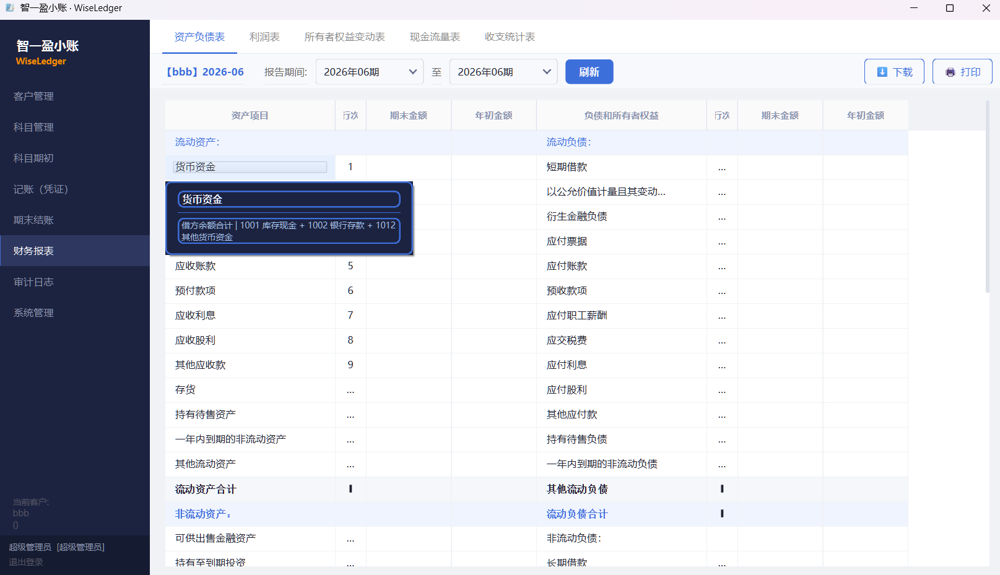 智一盈小账 · WiseLedger
智一盈小账
WiseLedger
客户管理
科目管理
科目期初
记账（凭证）
期末结账
财务报表
审计日志
系统管理
当前客户:
bbb
()
超级管理员 [超级管理员]
退出登录
资产负债表 利润表 所有者权益变动表 现金流量表 收支统计表
【bbb】2026-06 报告期间: 2026年06期 至 2026年06期 刷新 下载 打印
资产项目 行次 期末金额 年初金额 负债和所有者权益 行次 期末金额 年初金额
流动资产： 流动负债：
货币资金 1 短期借款 ...
以公允价值计量且其变动... ...
货币资金
借方余额合计 | 1001 库存现金 + 1002 银行存款 + 1012
其他货币资金
衍生金融负债 ...
应付票据 ...
应收账款 5 应付账款 ...
预付款项 6 预收款项 ...
应收利息 7 应付职工薪酬 ...
应收股利 8 应交税费 ...
其他应收款 9 应付利息 ...
存货 ... 应付股利 ...
持有待售资产 ... 其他应付款 ...
一年内到期的非流动资产 ... 持有待售负债 ...
其他流动资产 ... 一年内到期的非流动负债 ...
流动资产合计 其他流动负债
非流动资产： 流动负债合计
可供出售金融资产 ... 非流动负债：
持有至到期投资 ... 长期借款 ...